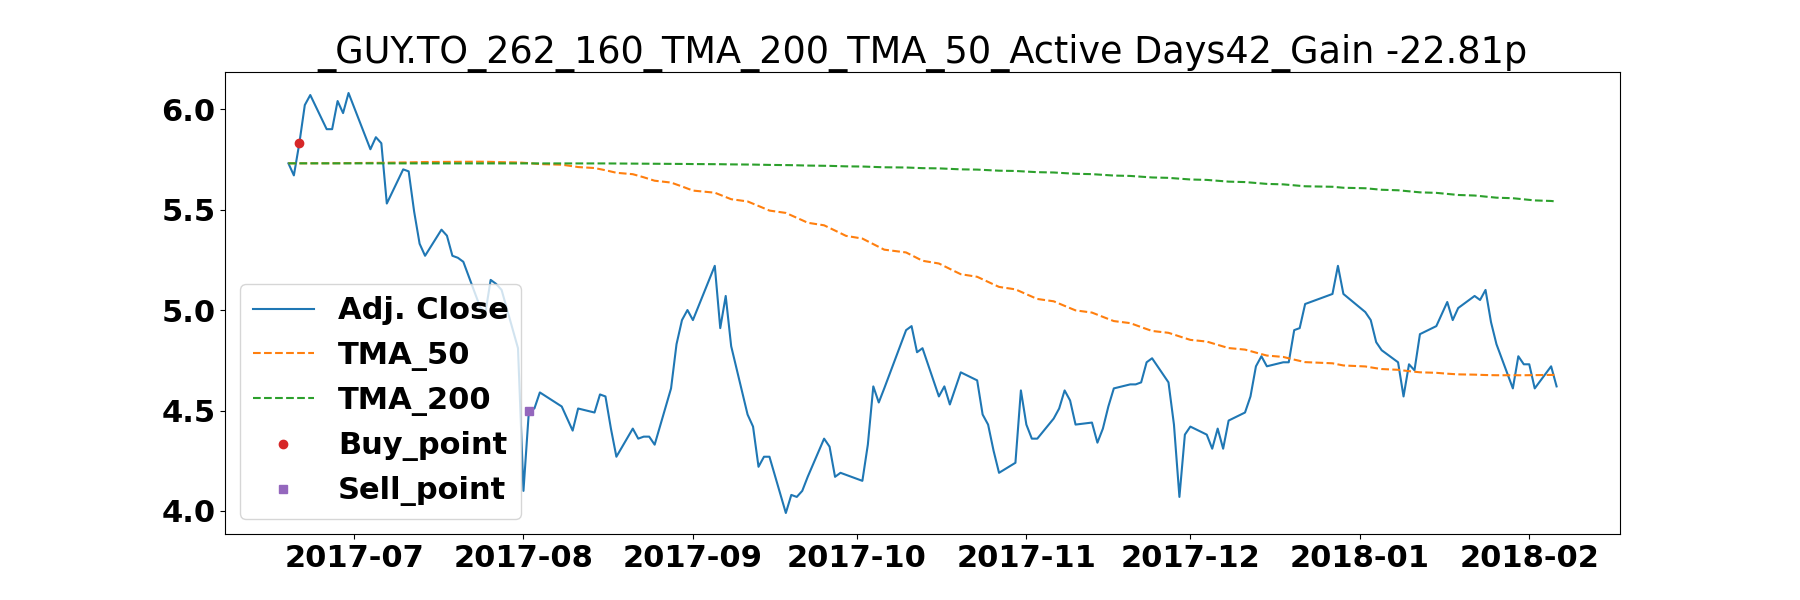 _GUY.TO_262_160_TMA_200_TMA_50_Active Days42_Gain -22.81p
6.0
5.5
5.0
4.5
4.0
Adj. Close
TMA_50
TMA_200
Buy_point
Sell_point
2017-07 2017-08 2017-09 2017-10 2017-11 2017-12 2018-01 2018-02